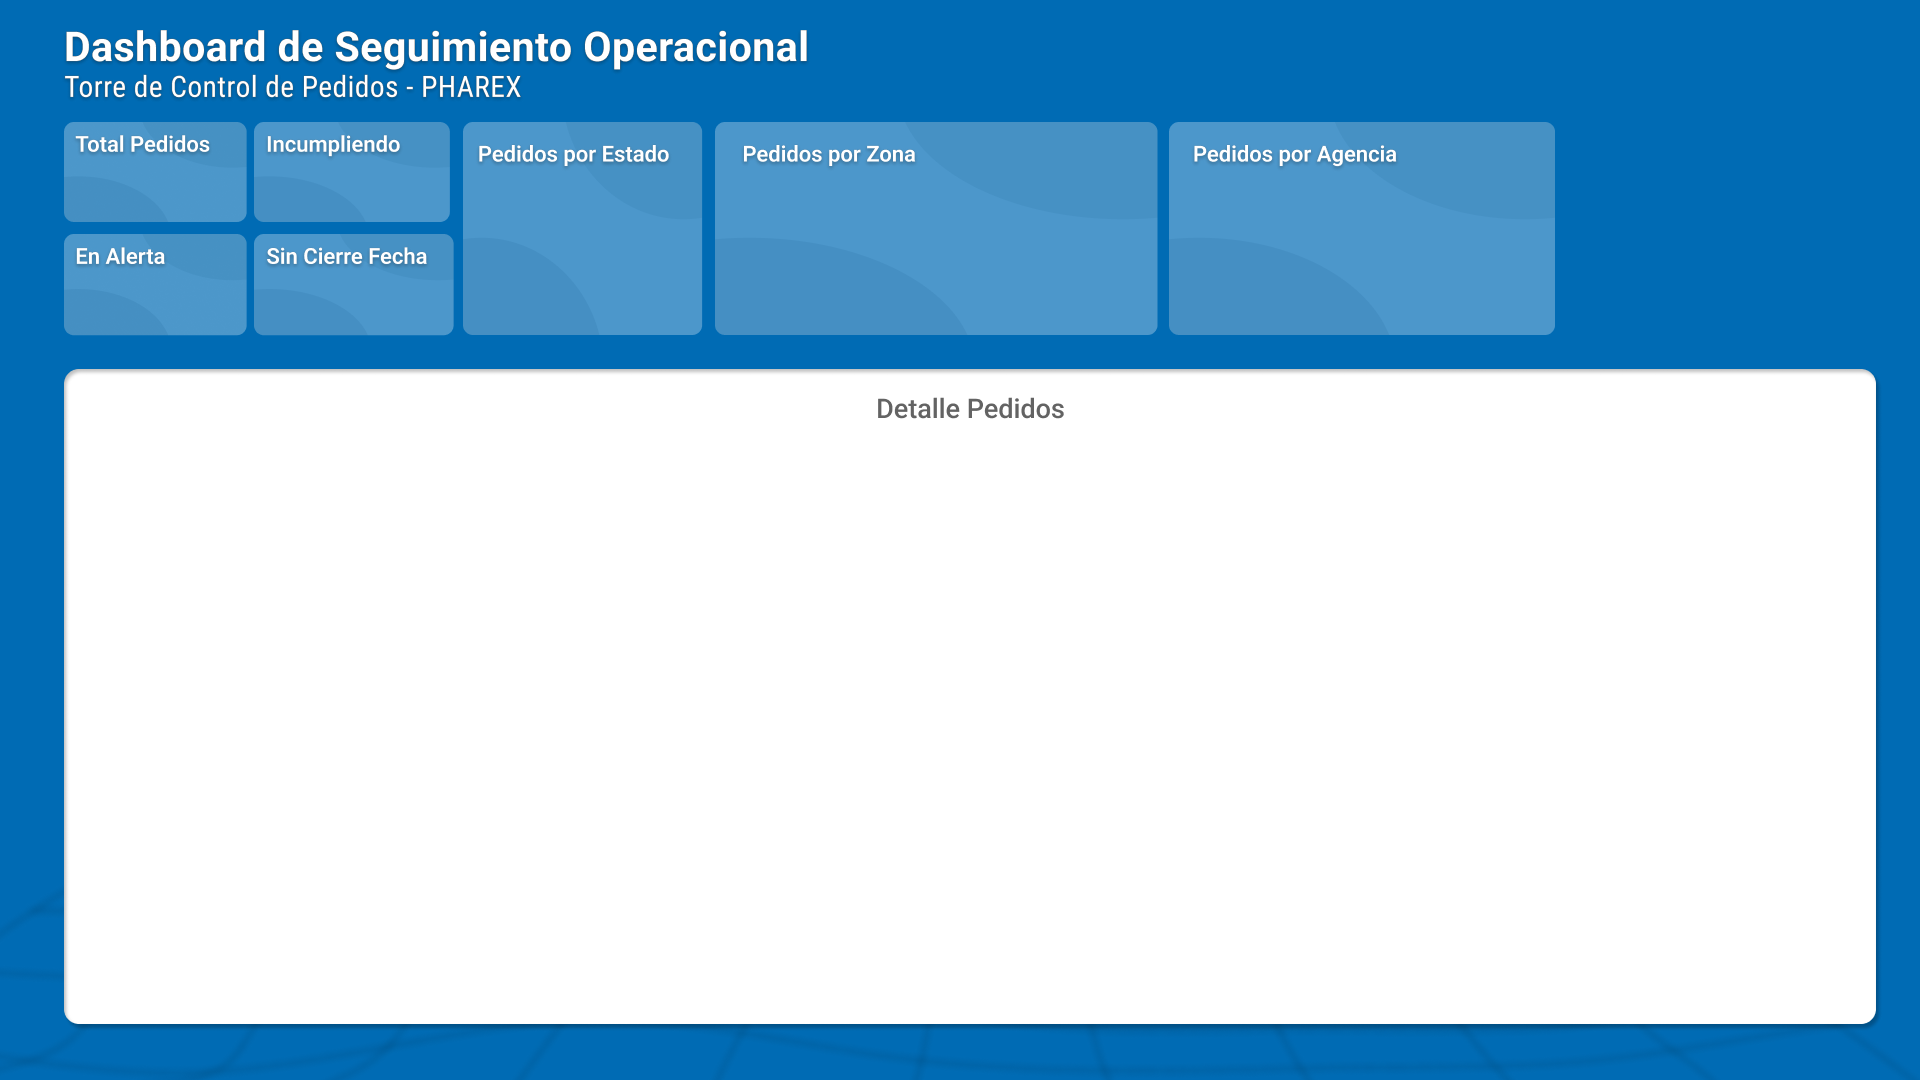 Dashboard de Seguimiento Operacional
Torre de Control de Pedidos - PHAREX
Total Pedidos
Incumpliendo
En Alerta
Sin Cierre Fecha
Pedidos por Estado
Pedidos por Zona
Pedidos por Agencia
Detalle Pedidos